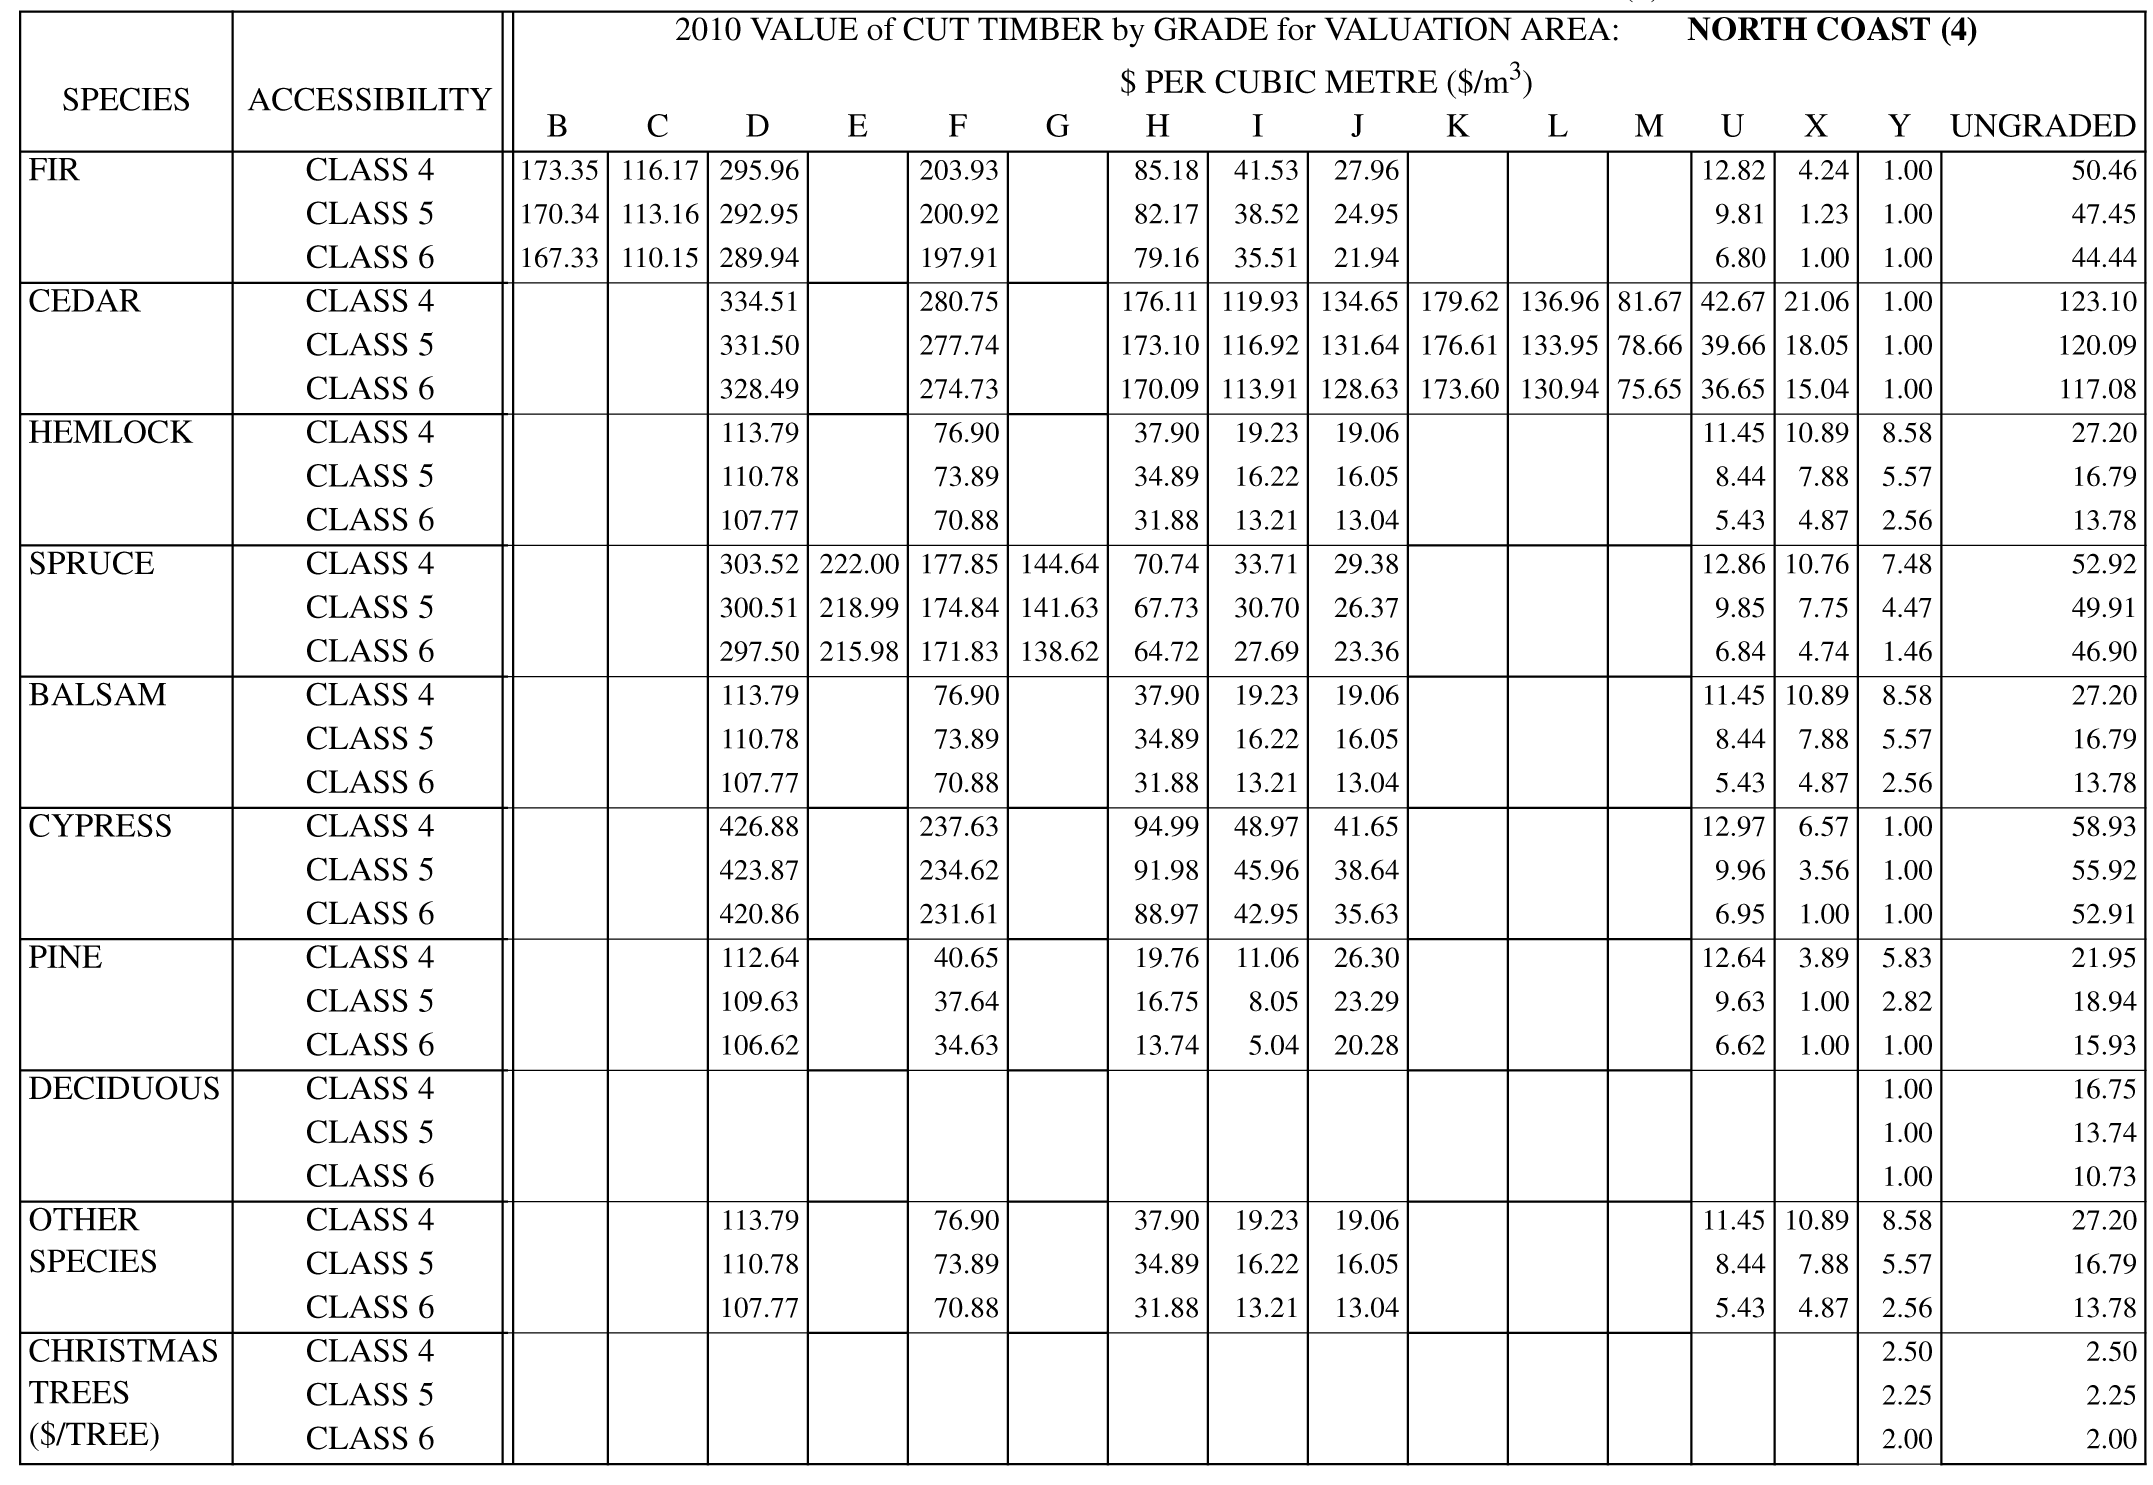 2010 VALUE of CUT TIMBER by GRADE for VALUATION AREA: NORTH COAST (4)
$ PER CUBIC METRE ($/m³)
SPECIES ACCESSIBILITY B C D E F G H I J K L M U X Y UNGRADED
FIR CLASS 4 173.35 116.17 295.96 203.93 85.18 41.53 27.96 12.82 4.24 1.00 50.46
CLASS 5 170.34 113.16 292.95 200.92 82.17 38.52 24.95 9.81 1.23 1.00 47.45
CLASS 6 167.33 110.15 289.94 197.91 79.16 35.51 21.94 6.80 1.00 1.00 44.44
CEDAR CLASS 4 334.51 280.75 176.11 119.93 134.65 179.62 136.96 81.67 42.67 21.06 1.00 123.10
CLASS 5 331.50 277.74 173.10 116.92 131.64 176.61 133.95 78.66 39.66 18.05 1.00 120.09
CLASS 6 328.49 274.73 170.09 113.91 128.63 173.60 130.94 75.65 36.65 15.04 1.00 117.08
HEMLOCK CLASS 4 113.79 76.90 37.90 19.23 19.06 11.45 10.89 8.58 27.20
CLASS 5 110.78 73.89 34.89 16.22 16.05 8.44 7.88 5.57 16.79
CLASS 6 107.77 70.88 31.88 13.21 13.04 5.43 4.87 2.56 13.78
SPRUCE CLASS 4 303.52 222.00 177.85 144.64 70.74 33.71 29.38 12.86 10.76 7.48 52.92
CLASS 5 300.51 218.99 174.84 141.63 67.73 30.70 26.37 9.85 7.75 4.47 49.91
CLASS 6 297.50 215.98 171.83 138.62 64.72 27.69 23.36 6.84 4.74 1.46 46.90
BALSAM CLASS 4 113.79 76.90 37.90 19.23 19.06 11.45 10.89 8.58 27.20
CLASS 5 110.78 73.89 34.89 16.22 16.05 8.44 7.88 5.57 16.79
CLASS 6 107.77 70.88 31.88 13.21 13.04 5.43 4.87 2.56 13.78
CYPRESS CLASS 4 426.88 237.63 94.99 48.97 41.65 12.97 6.57 1.00 58.93
CLASS 5 423.87 234.62 91.98 45.96 38.64 9.96 3.56 1.00 55.92
CLASS 6 420.86 231.61 88.97 42.95 35.63 6.95 1.00 1.00 52.91
PINE CLASS 4 112.64 40.65 19.76 11.06 26.30 12.64 3.89 5.83 21.95
CLASS 5 109.63 37.64 16.75 8.05 23.29 9.63 1.00 2.82 18.94
CLASS 6 106.62 34.63 13.74 5.04 20.28 6.62 1.00 1.00 15.93
DECIDUOUS CLASS 4 1.00 16.75
CLASS 5 1.00 13.74
CLASS 6 1.00 10.73
OTHER CLASS 4 113.79 76.90 37.90 19.23 19.06 11.45 10.89 8.58 27.20
SPECIES CLASS 5 110.78 73.89 34.89 16.22 16.05 8.44 7.88 5.57 16.79
CLASS 6 107.77 70.88 31.88 13.21 13.04 5.43 4.87 2.56 13.78
CHRISTMAS CLASS 4 2.50 2.50
TREES CLASS 5 2.25 2.25
($/TREE) CLASS 6 2.00 2.00